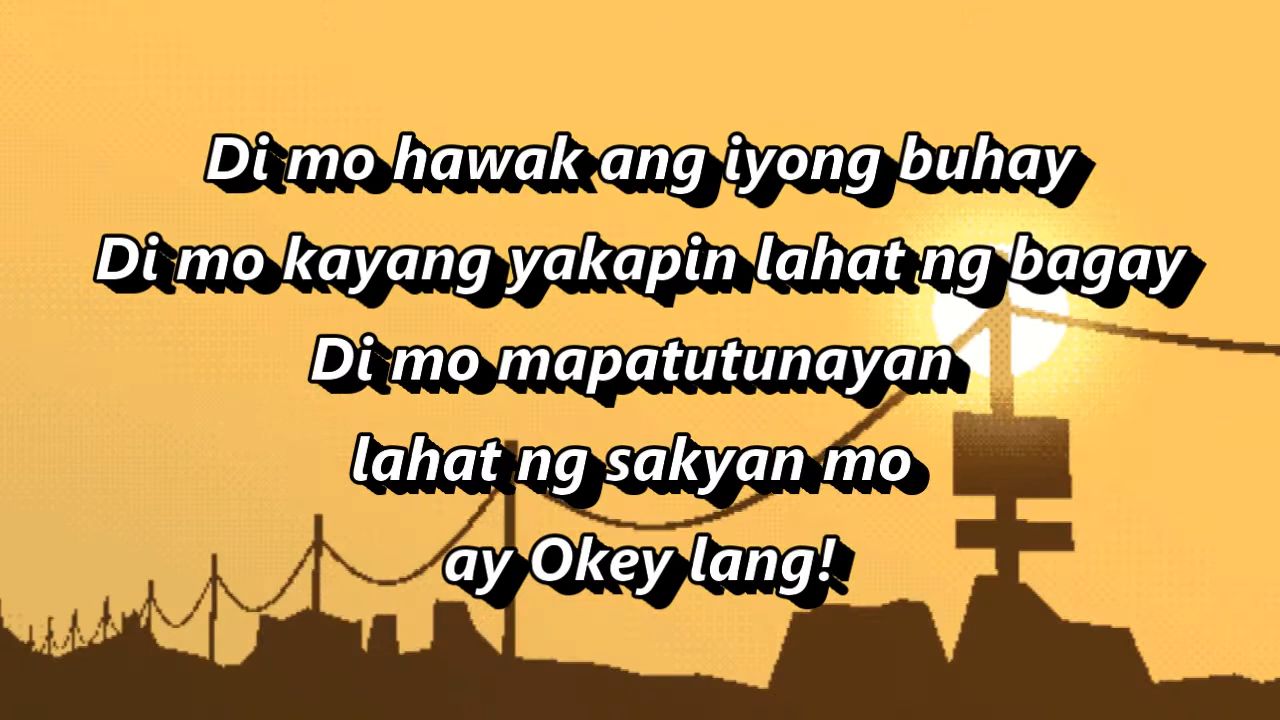 Di mo hawak ang iyong buhay
Di mo kayang yakapin lahat ng bagay
Di mo mapatutunayan
lahat ng sakyan mo
ay Okey lang!